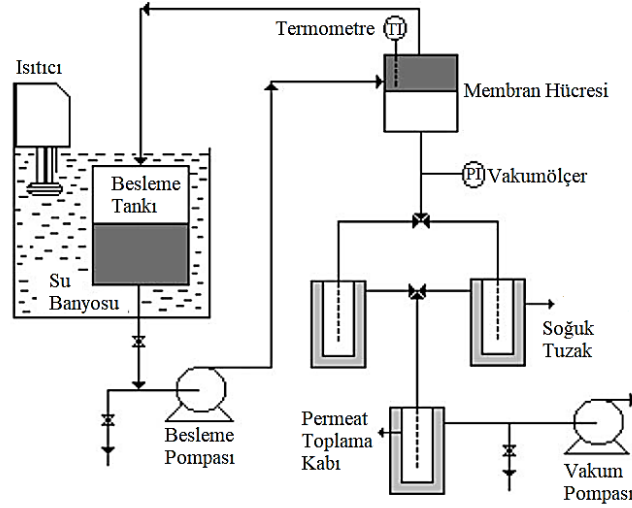 Termometre TI
Isıtıcı
Membran Hücresi
Besleme
Tankı
PI Vakumölçer
Su
Banyosu
Soğuk
Tuzak
Permeat
Toplama
Kabı
Besleme
Pompası
Vakum
Pompası